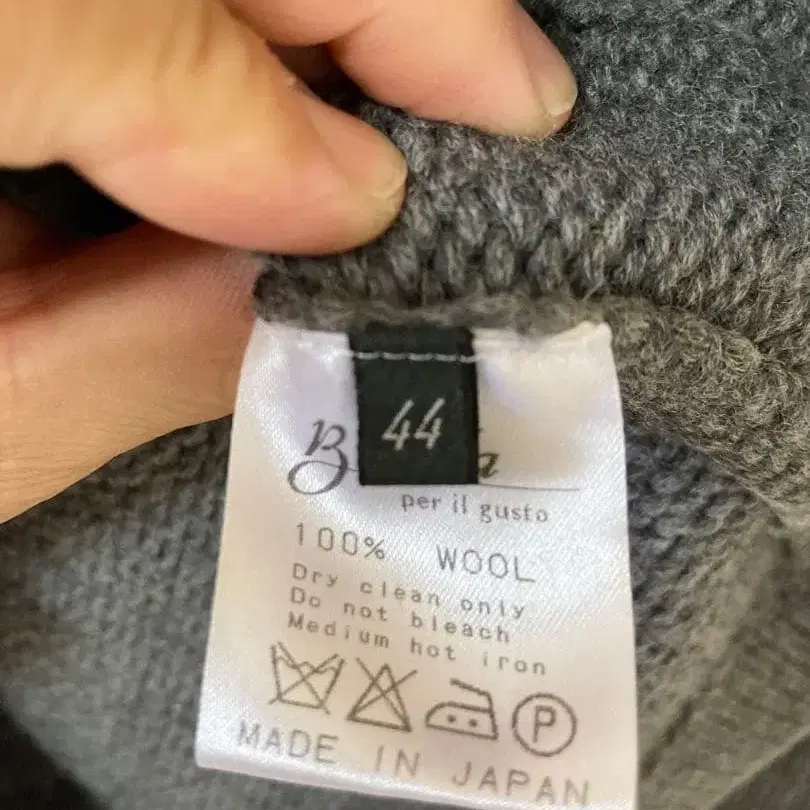 44
per il gusto
100% WOOL
Dry clean only
Do not bleach
Medium hot iron
P
MADE IN JAPAN